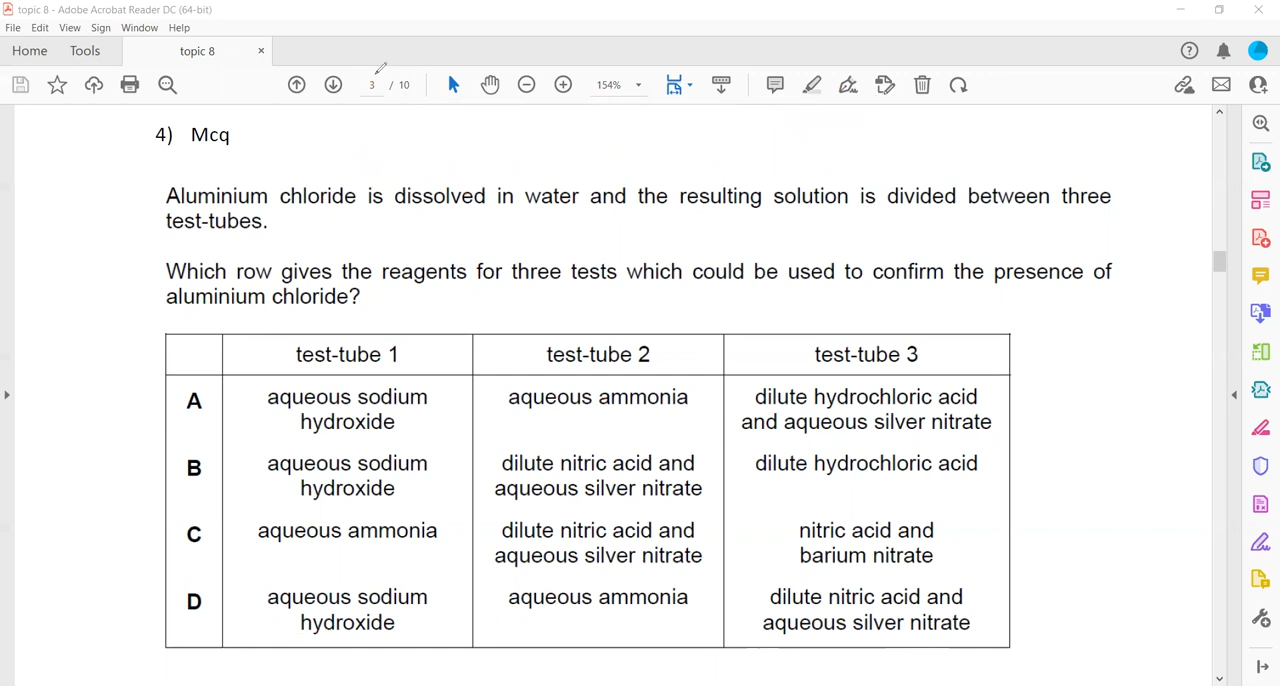 topic 8 - Adobe Acrobat Reader DC (64-bit)
File Edit View Sign Window Help
Home Tools topic 8 ×
3 / 10 154%
4) Mcq
Aluminium chloride is dissolved in water and the resulting solution is divided between three
test-tubes.
Which row gives the reagents for three tests which could be used to confirm the presence of
aluminium chloride?
test-tube 1 test-tube 2 test-tube 3
A aqueous sodium hydroxide aqueous ammonia dilute hydrochloric acid and aqueous silver nitrate
B aqueous sodium hydroxide dilute nitric acid and aqueous silver nitrate dilute hydrochloric acid
C aqueous ammonia dilute nitric acid and aqueous silver nitrate nitric acid and barium nitrate
D aqueous sodium hydroxide aqueous ammonia dilute nitric acid and aqueous silver nitrate